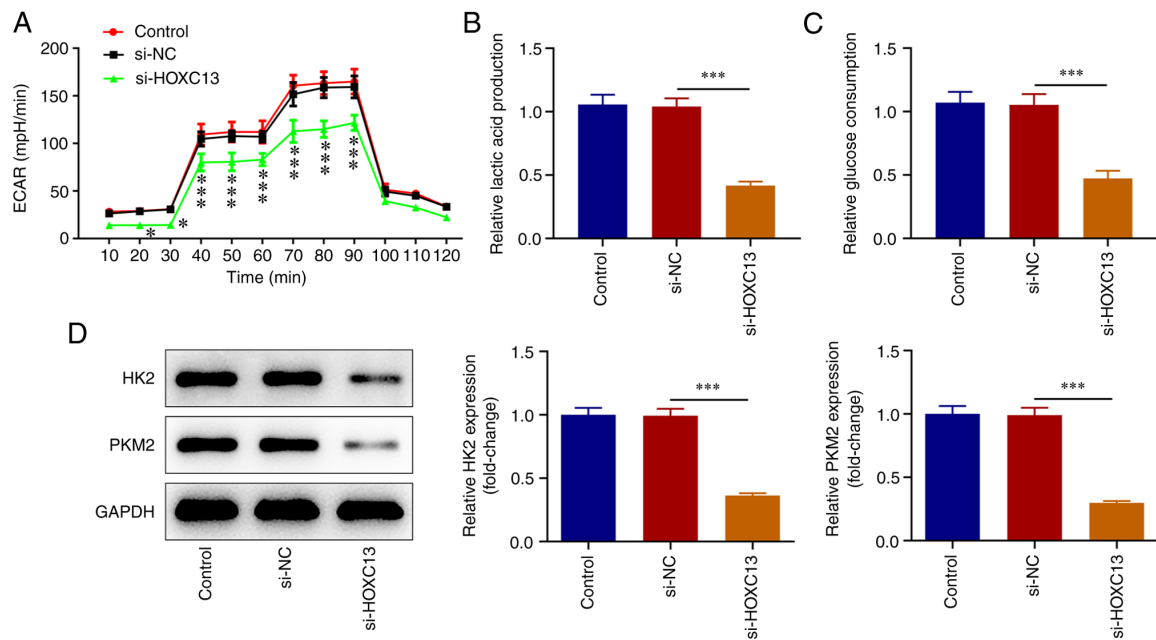 A
Control
si-NC
si-HOXC13
ECAR (mpH/min)
200
150
100
50
0
***
***
***
***
***
***
*
*
10 20 30 40 50 60 70 80 90 100 110 120
Time (min)
B
Relative lactic acid production
1.5
1.0
0.5
0.0
***
Control
si-NC
si-HOXC13
C
Relative glucose consumption
1.5
1.0
0.5
0.0
***
Control
si-NC
si-HOXC13
D
HK2
PKM2
GAPDH
Control
si-NC
si-HOXC13
Relative HK2 expression
(fold-change)
1.5
1.0
0.5
0.0
***
Control
si-NC
si-HOXC13
Relative PKM2 expression
(fold-change)
1.5
1.0
0.5
0.0
***
Control
si-NC
si-HOXC13